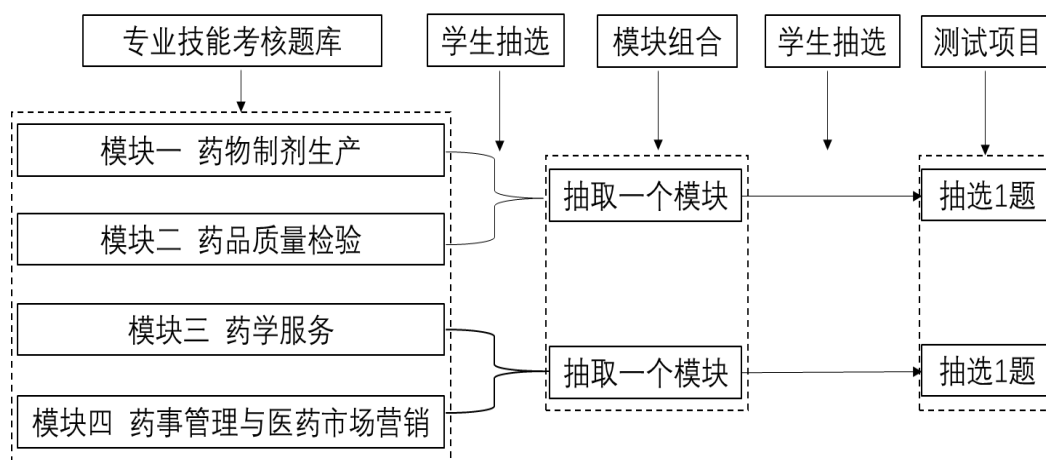 专业技能考核题库
学生抽选
模块组合
学生抽选
测试项目
模块一 药物制剂生产
模块二 药品质量检验
模块三 药学服务
模块四 药事管理与医药市场营销
抽取一个模块
抽取一个模块
抽选1题
抽选1题